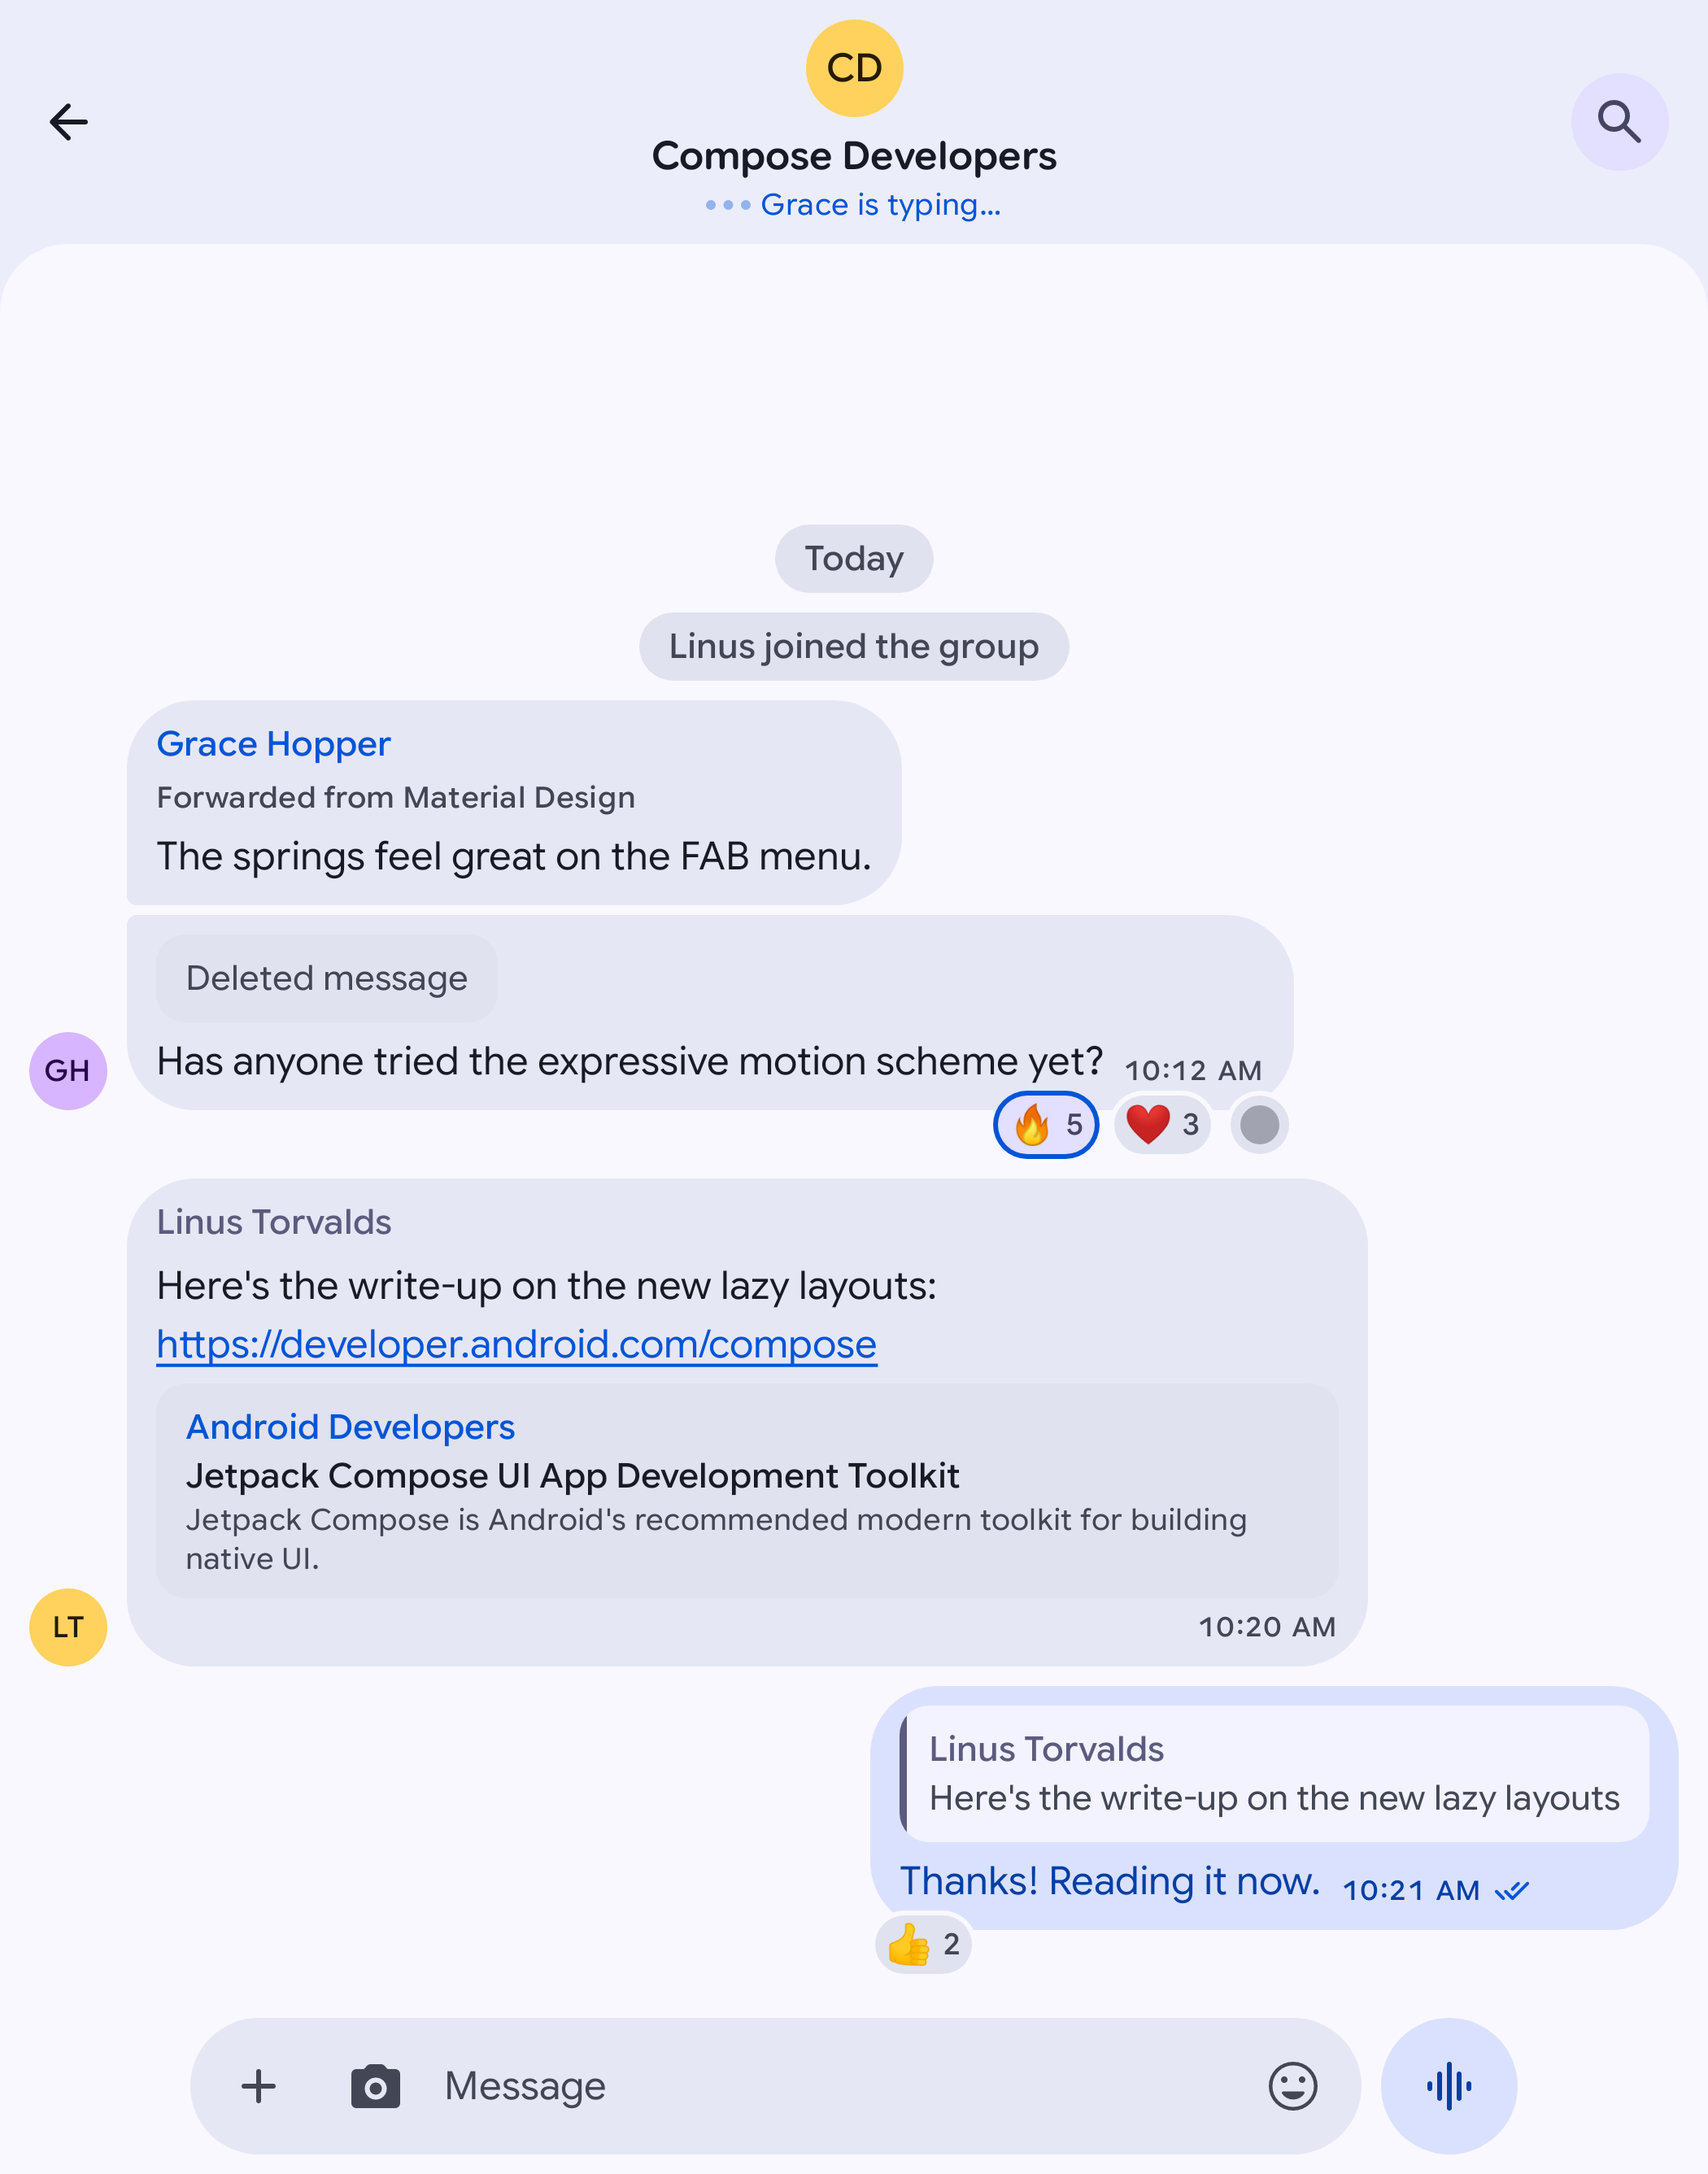 CD
Compose Developers
Grace is typing...
Today
Linus joined the group
Grace Hopper
Forwarded from Material Design
The springs feel great on the FAB menu.
Deleted message
Has anyone tried the expressive motion scheme yet? 10:12 AM
GH
5 3
Linus Torvalds
Here's the write-up on the new lazy layouts:
https://developer.android.com/compose
Android Developers
Jetpack Compose UI App Development Toolkit
Jetpack Compose is Android's recommended modern toolkit for building
native UI.
LT
10:20 AM
Linus Torvalds
Here's the write-up on the new lazy layouts
Thanks! Reading it now. 10:21 AM
2
Message